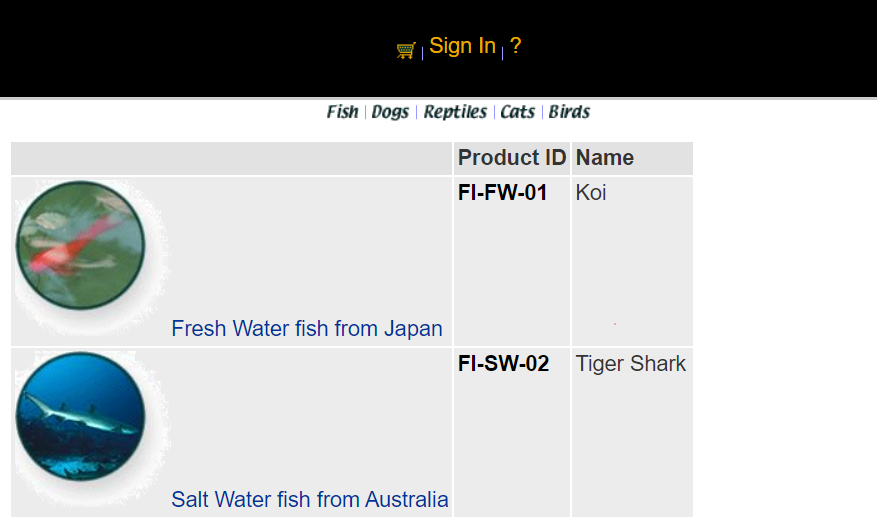 Sign In | ?
Fish | Dogs | Reptiles | Cats | Birds
Product ID Name
FI-FW-01 Koi
Fresh Water fish from Japan
FI-SW-02 Tiger Shark
Salt Water fish from Australia